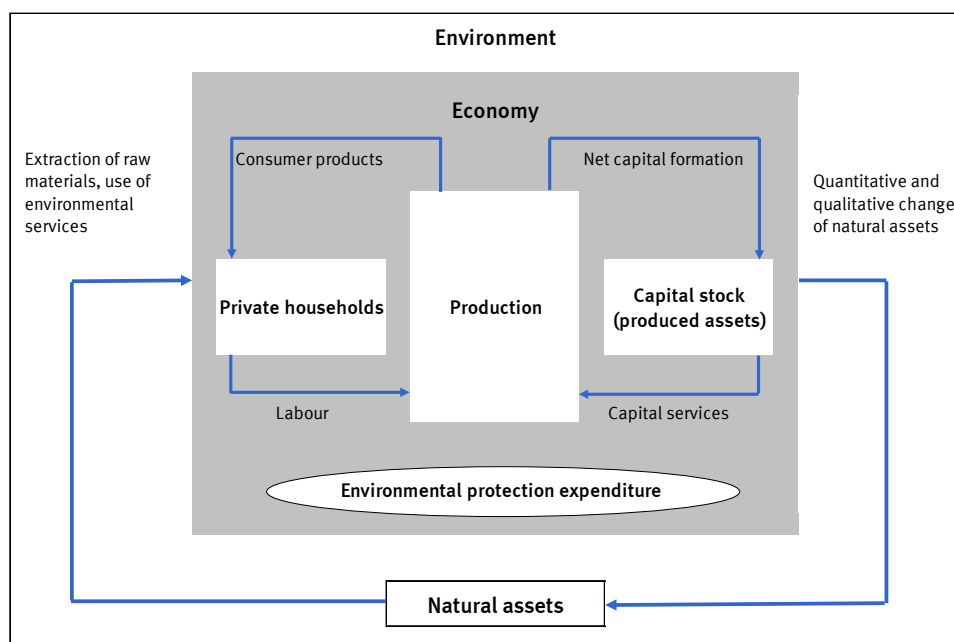 Environment
Economy
Extraction of raw
materials, use of
environmental
services
Consumer products
Net capital formation
Quantitative and
qualitative change
of natural assets
Private households
Production
Capital stock
(produced assets)
Labour
Capital services
Environmental protection expenditure
Natural assets